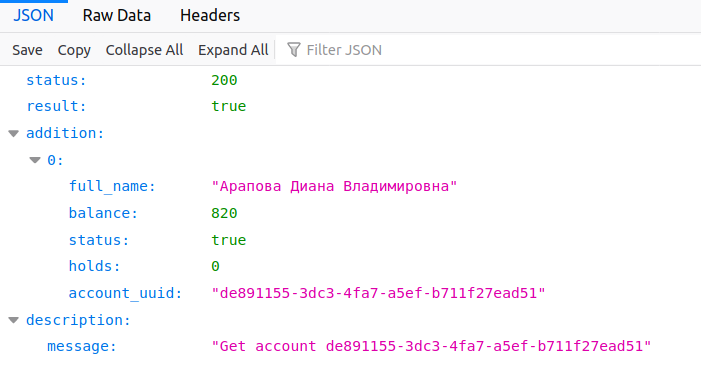 JSON Raw Data Headers
Save Copy Collapse All Expand All Filter JSON
status: 200
result: true
addition:
0:
full_name: "Арапова Диана Владимировна"
balance: 820
status: true
holds: 0
account_uuid: "de891155-3dc3-4fa7-a5ef-b711f27ead51"
description:
message: "Get account de891155-3dc3-4fa7-a5ef-b711f27ead51"